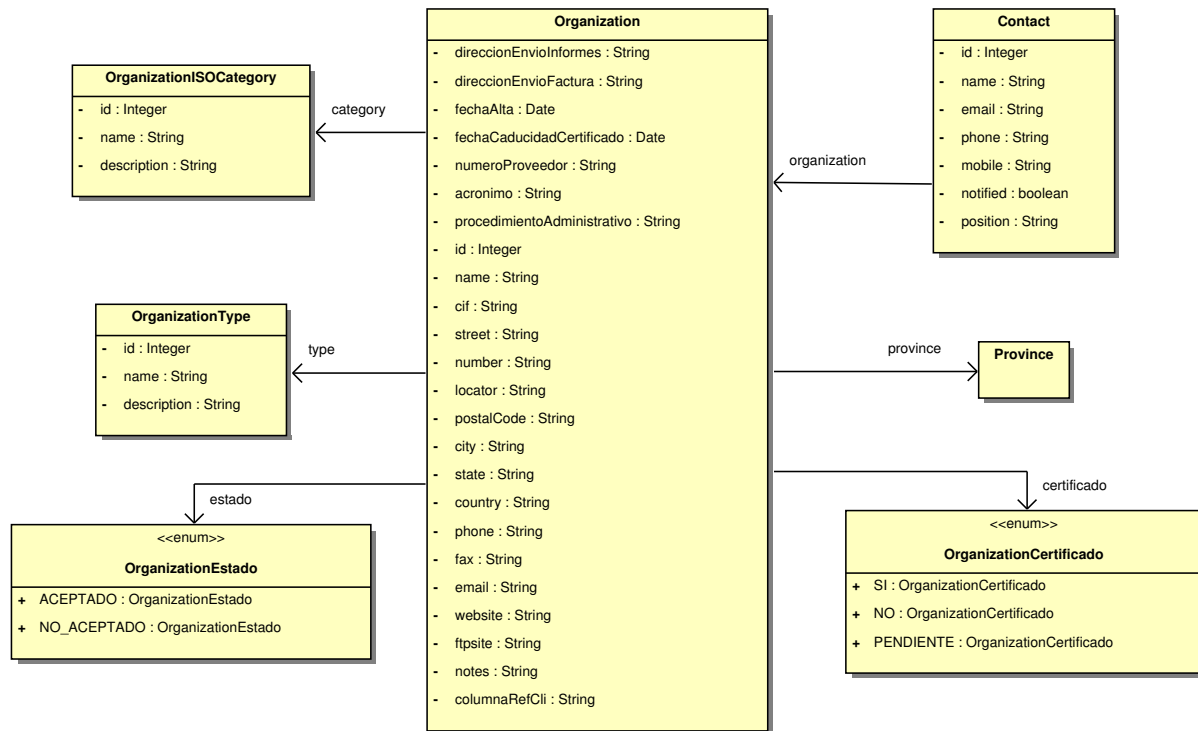 Organization
- direccionEnvioInformes : String
- direccionEnvioFactura : String
- fechaAlta : Date
- fechaCaducidadCertificado : Date
- numeroProveedor : String
- acronimo : String
- procedimientoAdministrativo : String
- id : Integer
- name : String
- cif : String
- street : String
- number : String
- locator : String
- postalCode : String
- city : String
- state : String
- country : String
- phone : String
- fax : String
- email : String
- website : String
- ftpsite : String
- notes : String
- columnaRefCli : String
Contact
- id : Integer
- name : String
- email : String
- phone : String
- mobile : String
- notified : boolean
- position : String
organization
OrganizationISOCategory
- id : Integer
- name : String
- description : String
category
OrganizationType
- id : Integer
- name : String
- description : String
type
province
Province
estado
<<enum>>
OrganizationEstado
+ ACEPTADO : OrganizationEstado
+ NO_ACEPTADO : OrganizationEstado
certificado
<<enum>>
OrganizationCertificado
+ SI : OrganizationCertificado
+ NO : OrganizationCertificado
+ PENDIENTE : OrganizationCertificado